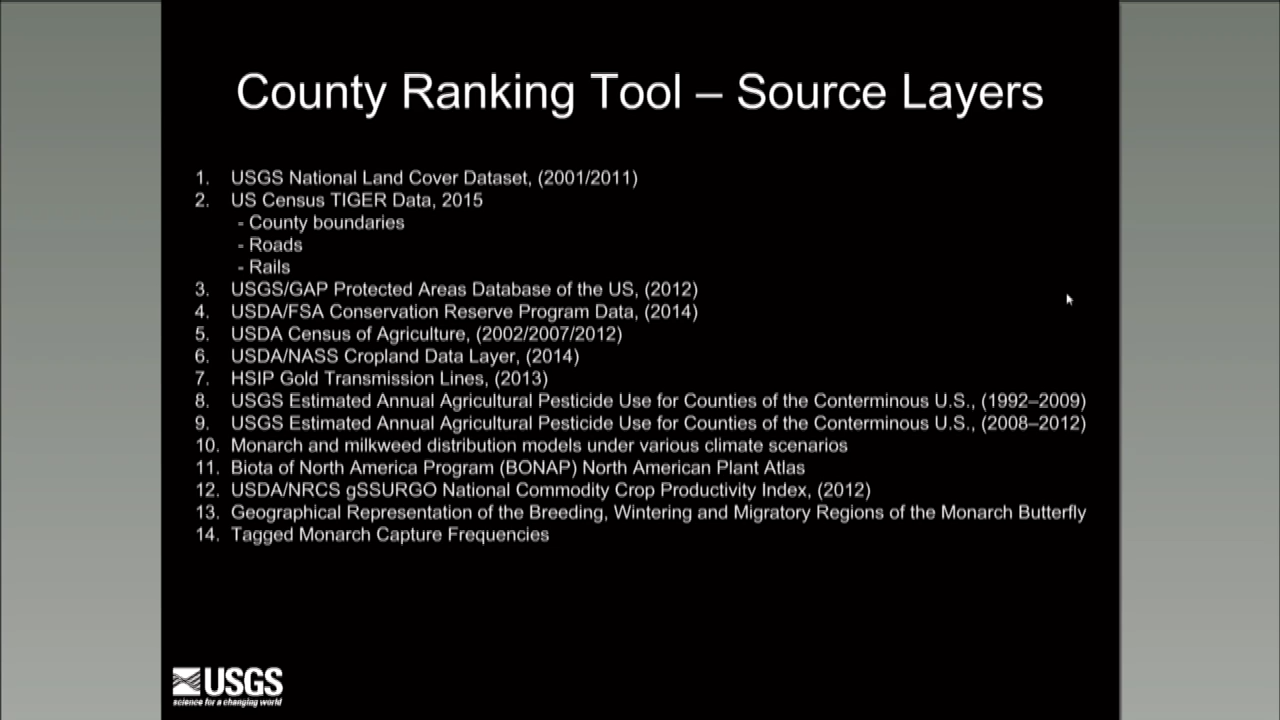 County Ranking Tool – Source Layers
1. USGS National Land Cover Dataset, (2001/2011)
2. US Census TIGER Data, 2015
- County boundaries
- Roads
- Rails
3. USGS/GAP Protected Areas Database of the US, (2012)
4. USDA/FSA Conservation Reserve Program Data, (2014)
5. USDA Census of Agriculture, (2002/2007/2012)
6. USDA/NASS Cropland Data Layer, (2014)
7. HSIP Gold Transmission Lines, (2013)
8. USGS Estimated Annual Agricultural Pesticide Use for Counties of the Conterminous U.S., (1992–2009)
9. USGS Estimated Annual Agricultural Pesticide Use for Counties of the Conterminous U.S., (2008–2012)
10. Monarch and milkweed distribution models under various climate scenarios
11. Biota of North America Program (BONAP) North American Plant Atlas
12. USDA/NRCS gSSURGO National Commodity Crop Productivity Index, (2012)
13. Geographical Representation of the Breeding, Wintering and Migratory Regions of the Monarch Butterfly
14. Tagged Monarch Capture Frequencies
USGS
science for a changing world